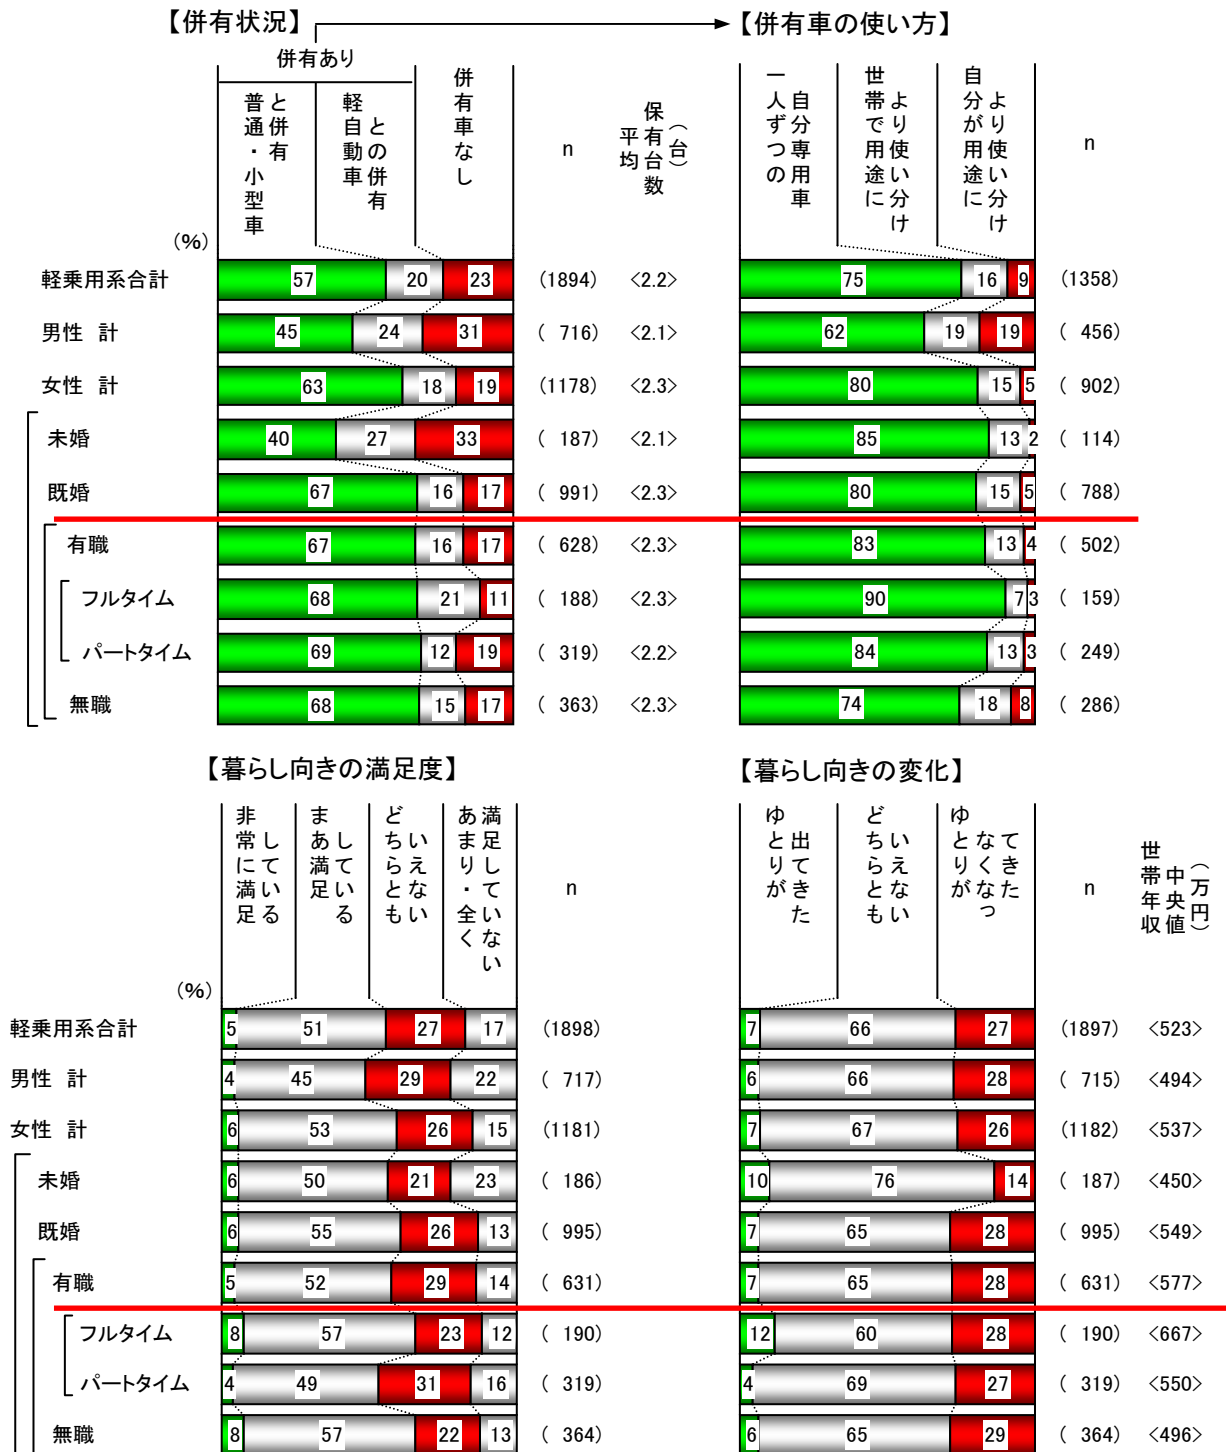 【併有状況】
【併有車の使い方】
併有あり
普通・小型車と併有
軽自動車との併有
併有車なし
n
平均保有台数（台）
一人ずつの自分専用車
世帯で用途により使い分け
自分が用途により使い分け
n
(%)
軽乗用系合計 57 20 23 (1894) <2.2> 75 16 9 (1358)
男性 計 45 24 31 ( 716) <2.1> 62 19 19 ( 456)
女性 計 63 18 19 (1178) <2.3> 80 15 5 ( 902)
未婚 40 27 33 ( 187) <2.1> 85 13 2 ( 114)
既婚 67 16 17 ( 991) <2.3> 80 15 5 ( 788)
有職 67 16 17 ( 628) <2.3> 83 13 4 ( 502)
フルタイム 68 21 11 ( 188) <2.3> 90 7 3 ( 159)
パートタイム 69 12 19 ( 319) <2.2> 84 13 3 ( 249)
無職 68 15 17 ( 363) <2.3> 74 18 8 ( 286)
【暮らし向きの満足度】
【暮らし向きの変化】
非常に満足している
まあ満足している
どちらともいえない
あまり・全く満足していない
n
ゆとりが出てきた
どちらともいえない
ゆとりがなくなってきた
n
世帯年収中央値（万円）
(%)
軽乗用系合計 5 51 27 17 (1898) 7 66 27 (1897) <523>
男性 計 4 45 29 22 ( 717) 6 66 28 ( 715) <494>
女性 計 6 53 26 15 (1181) 7 67 26 (1182) <537>
未婚 6 50 21 23 ( 186) 10 76 14 ( 187) <450>
既婚 6 55 26 13 ( 995) 7 65 28 ( 995) <549>
有職 5 52 29 14 ( 631) 7 65 28 ( 631) <577>
フルタイム 8 57 23 12 ( 190) 12 60 28 ( 190) <667>
パートタイム 4 49 31 16 ( 319) 4 69 27 ( 319) <550>
無職 8 57 22 13 ( 364) 6 65 29 ( 364) <496>